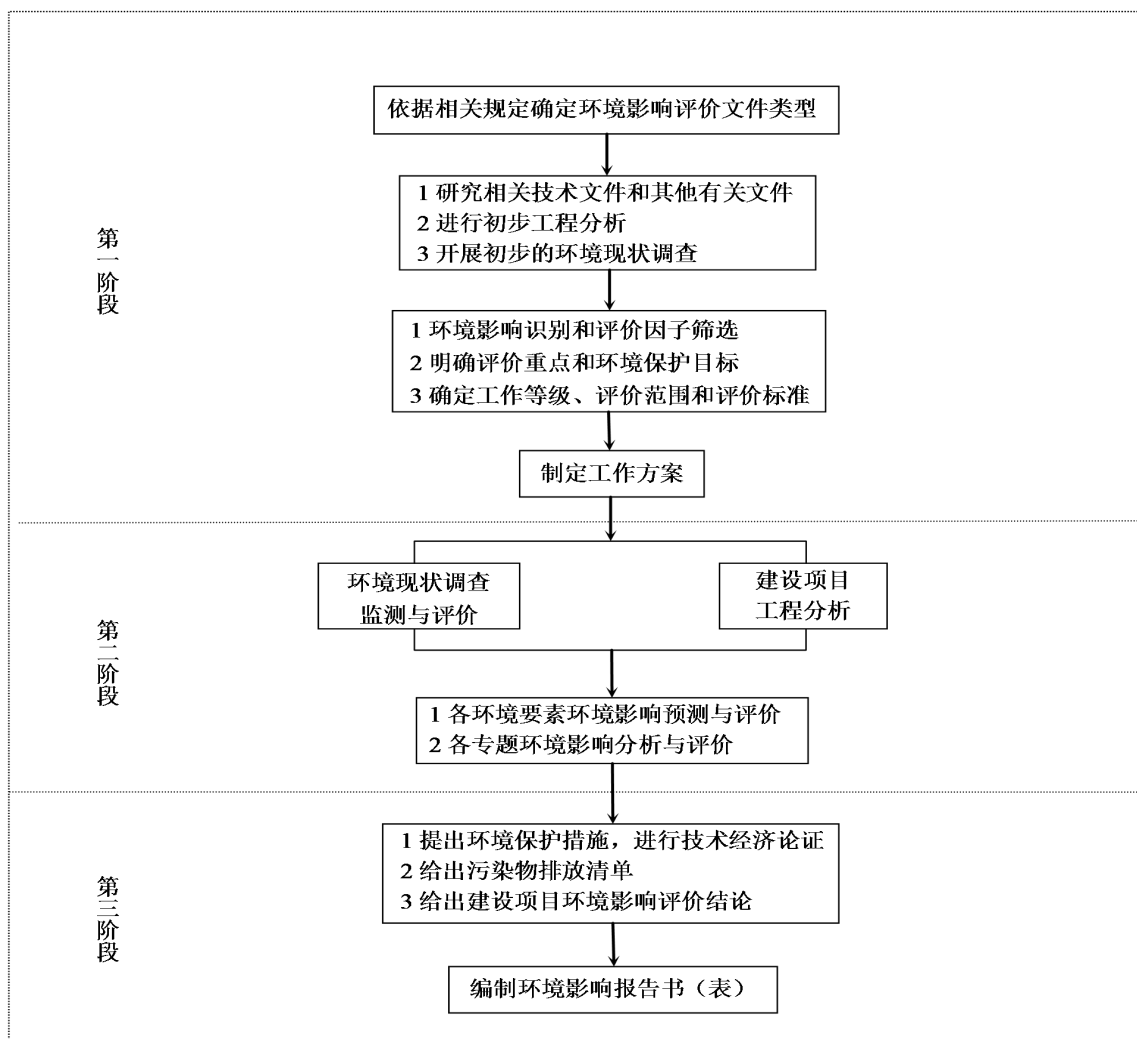 依据相关规定确定环境影响评价文件类型
1 研究相关技术文件和其他有关文件
2 进行初步工程分析
3 开展初步的环境现状调查
第一阶段
1 环境影响识别和评价因子筛选
2 明确评价重点和环境保护目标
3 确定工作等级、评价范围和评价标准
制定工作方案
环境现状调查
监测与评价
建设项目
工程分析
第二阶段
1 各环境要素环境影响预测与评价
2 各专题环境影响分析与评价
1 提出环境保护措施，进行技术经济论证
2 给出污染物排放清单
3 给出建设项目环境影响评价结论
第三阶段
编制环境影响报告书（表）